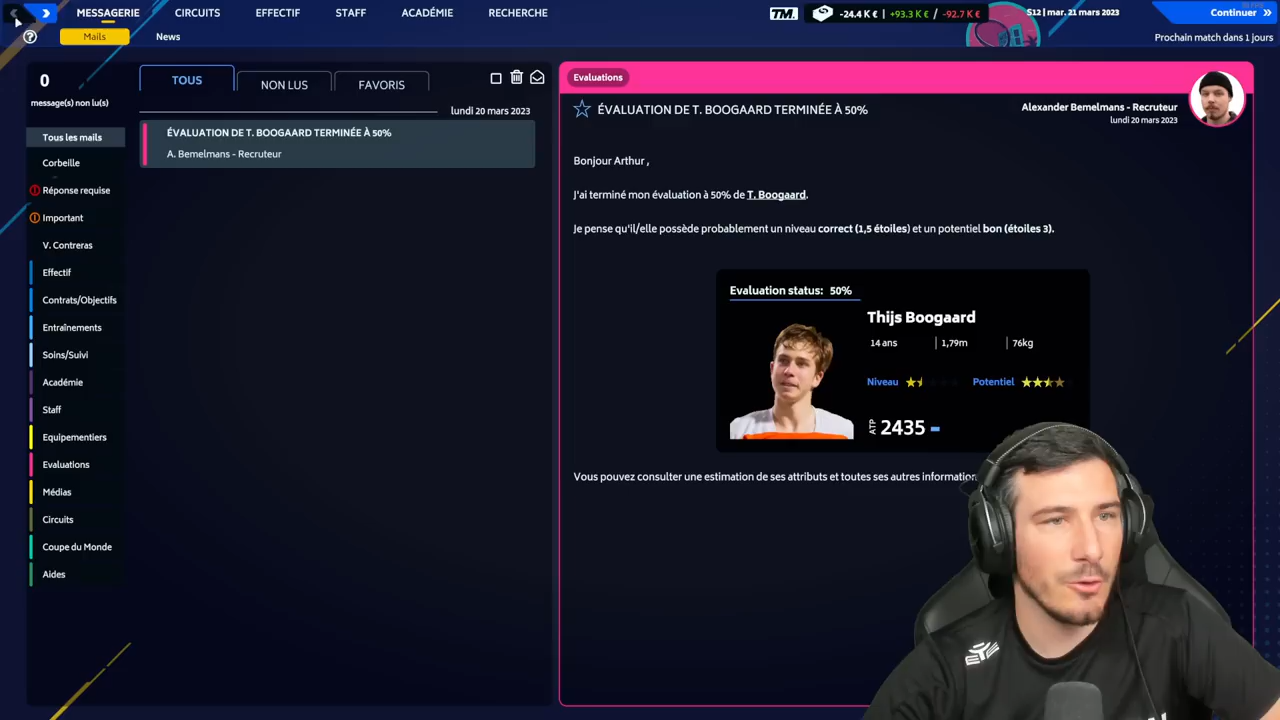 MESSAGERIE
CIRCUITS
EFFECTIF
STAFF
ACADÉMIE
RECHERCHE
TM.
-24.4 K € | +93.3 K € / -92.7 K €
S12 | mar. 21 mars 2023
Continuer
Mails
News
Prochain match dans 1 jours
0
message(s) non lu(s)
TOUS
NON LUS
FAVORIS
lundi 20 mars 2023
ÉVALUATION DE T. BOOGAARD TERMINÉE À 50%
A. Bemelmans - Recruteur
Tous les mails
Corbeille
Réponse requise
Important
V. Contreras
Effectif
Contrats/Objectifs
Entraînements
Soins/Suivi
Académie
Staff
Equipementiers
Evaluations
Médias
Circuits
Coupe du Monde
Aides
Evaluations
ÉVALUATION DE T. BOOGAARD TERMINÉE À 50%
Alexander Bemelmans - Recruteur
lundi 20 mars 2023
Bonjour Arthur ,
J'ai terminé mon évaluation à 50% de T. Boogaard.
Je pense qu'il/elle possède probablement un niveau correct (1,5 étoiles) et un potentiel bon (étoiles 3).
Evaluation status: 50%
Thijs Boogaard
14 ans | 1,79m | 76kg
Niveau
Potentiel
ATP 2435 =
Vous pouvez consulter une estimation de ses attributs et toutes ses autres information